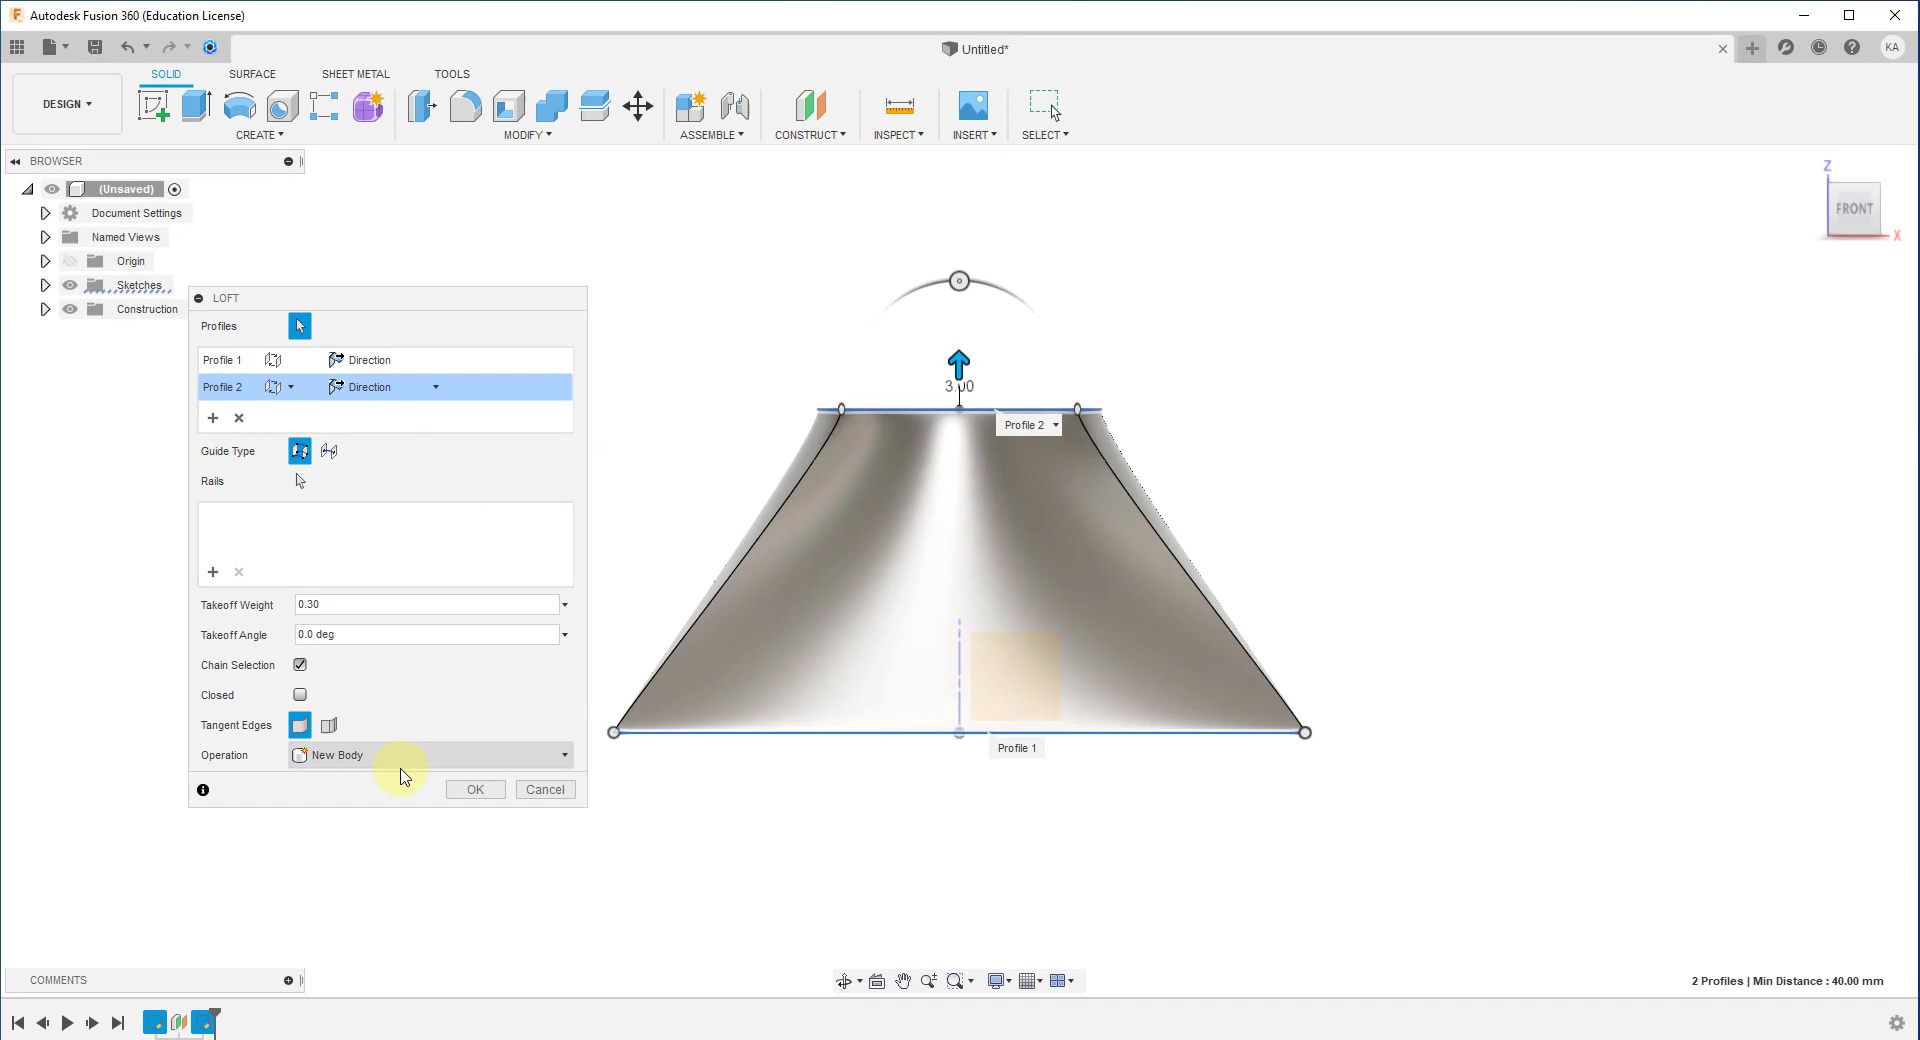 Autodesk Fusion 360 (Education License)
Untitled*
KA
SOLID SURFACE SHEET METAL TOOLS
DESIGN
CREATE MODIFY ASSEMBLE CONSTRUCT INSPECT INSERT SELECT
BROWSER
(Unsaved)
Document Settings
Named Views
Origin
Sketches
Construction
Z
FRONT
X
LOFT
Profiles
Profile 1 Direction
Profile 2 Direction
Guide Type
Rails
Takeoff Weight 0.30
Takeoff Angle 0.0 deg
Chain Selection
Closed
Tangent Edges
Operation New Body
OK Cancel
3.00
Profile 2
Profile 1
COMMENTS
2 Profiles | Min Distance : 40.00 mm